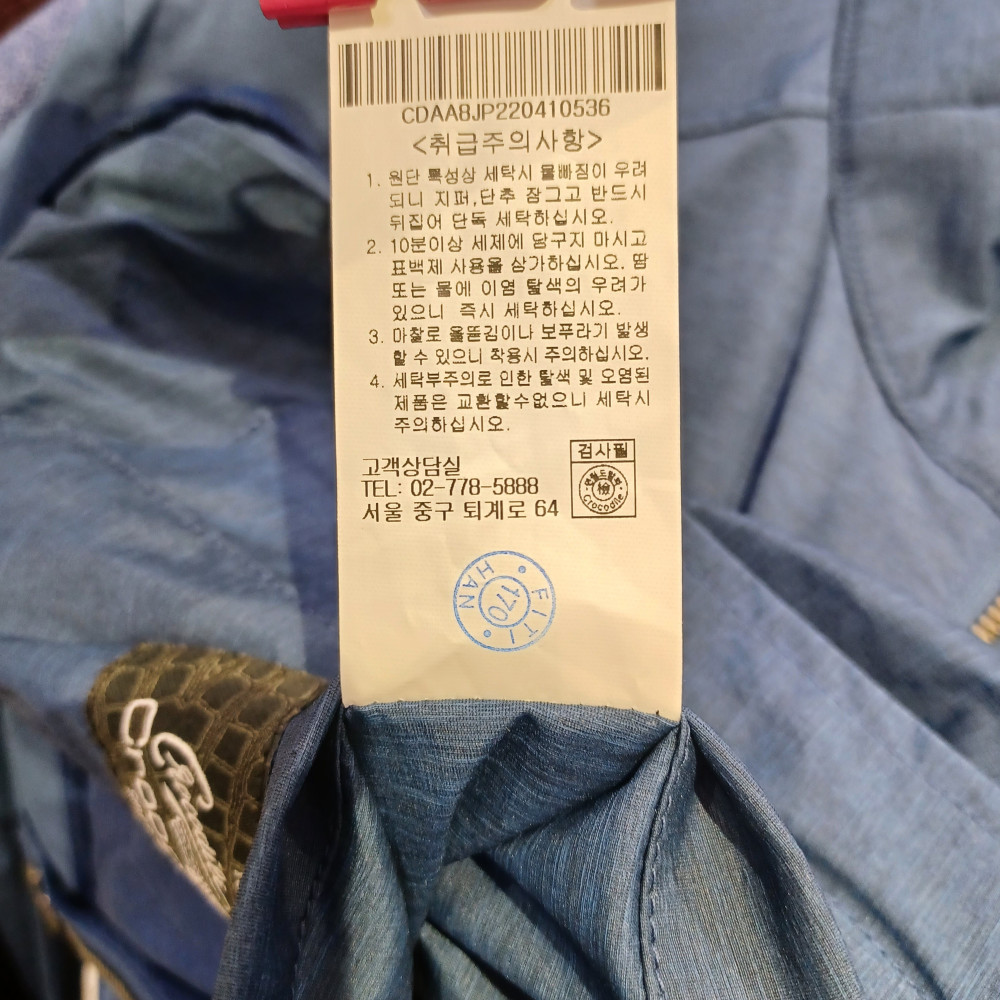 CDAA8JP220410536
<취급주의사항>
1. 원단 특성상 세탁시 물빠짐이 우려
되니 지퍼,단추 잠그고 반드시
뒤집어 단독 세탁하십시오.
2. 10분이상 세제에 담구지 마시고
표백제 사용을 삼가하십시오. 땀
또는 물에 이염 탈색의 우려가
있으니 즉시 세탁하십시오.
3. 마찰로 올뜯김이나 보푸라기 발생
할 수 있으니 착용시 주의하십시오.
4. 세탁부주의로 인한 탈색 및 오염된
제품은 교환할수없으니 세탁시
주의하십시오.
검사필
Crocodile
고객상담실
TEL: 02-778-5888
서울 중구 퇴계로 64
FITI
HAN
170